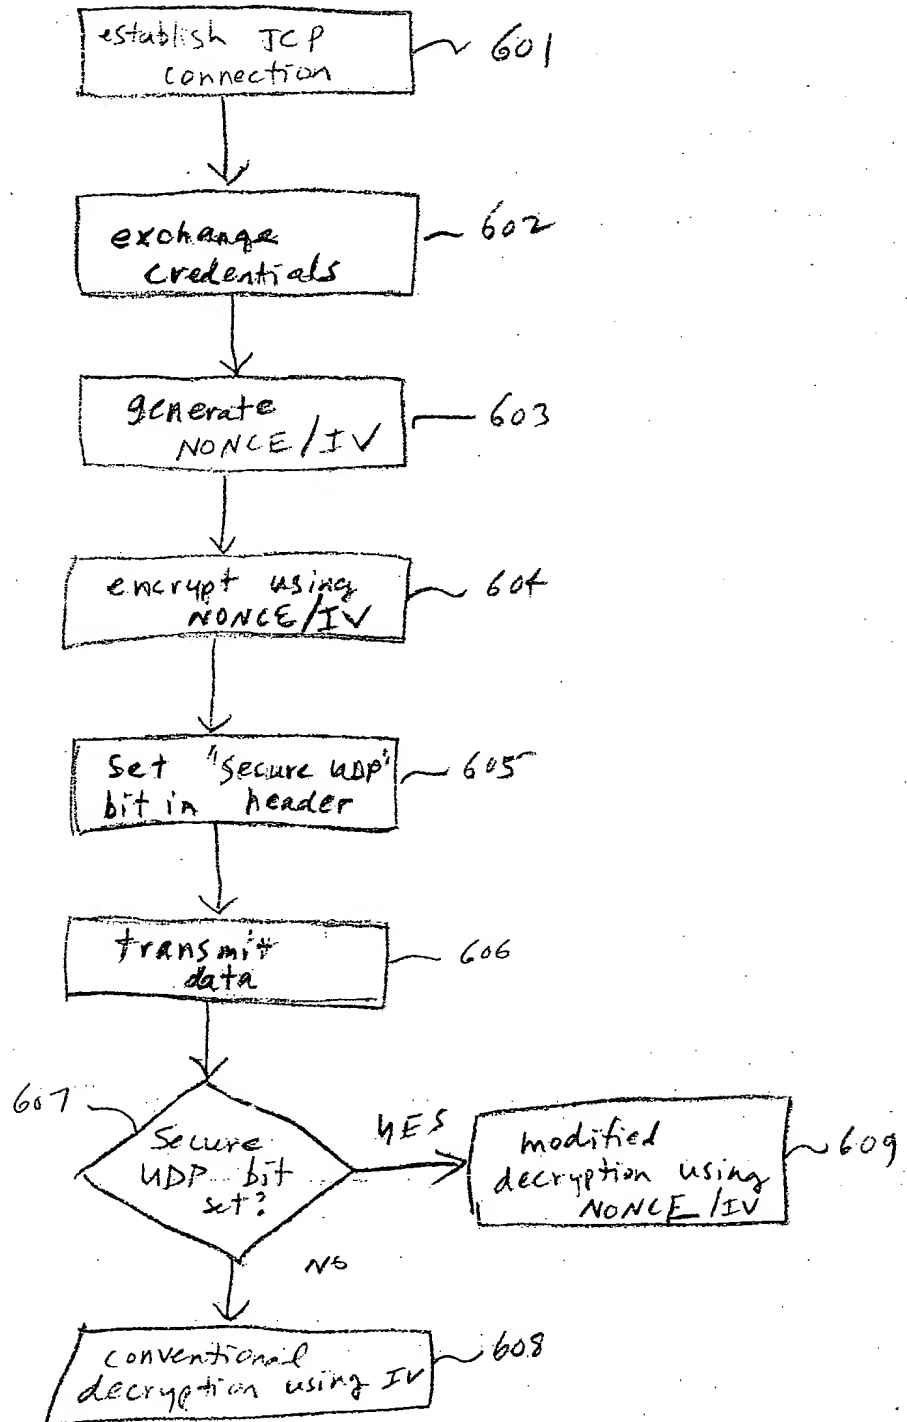 establish TCP
connection
601
exchange
credentials
602
generate
NONCE/IV
603
encrypt using
NONCE/IV
604
Set "Secure UDP"
bit in header
605
transmit
data
606
607
Secure
UDP bit
set?
YES
modified
decryption using
NONCE/IV
609
NO
conventional
decryption using IV
608